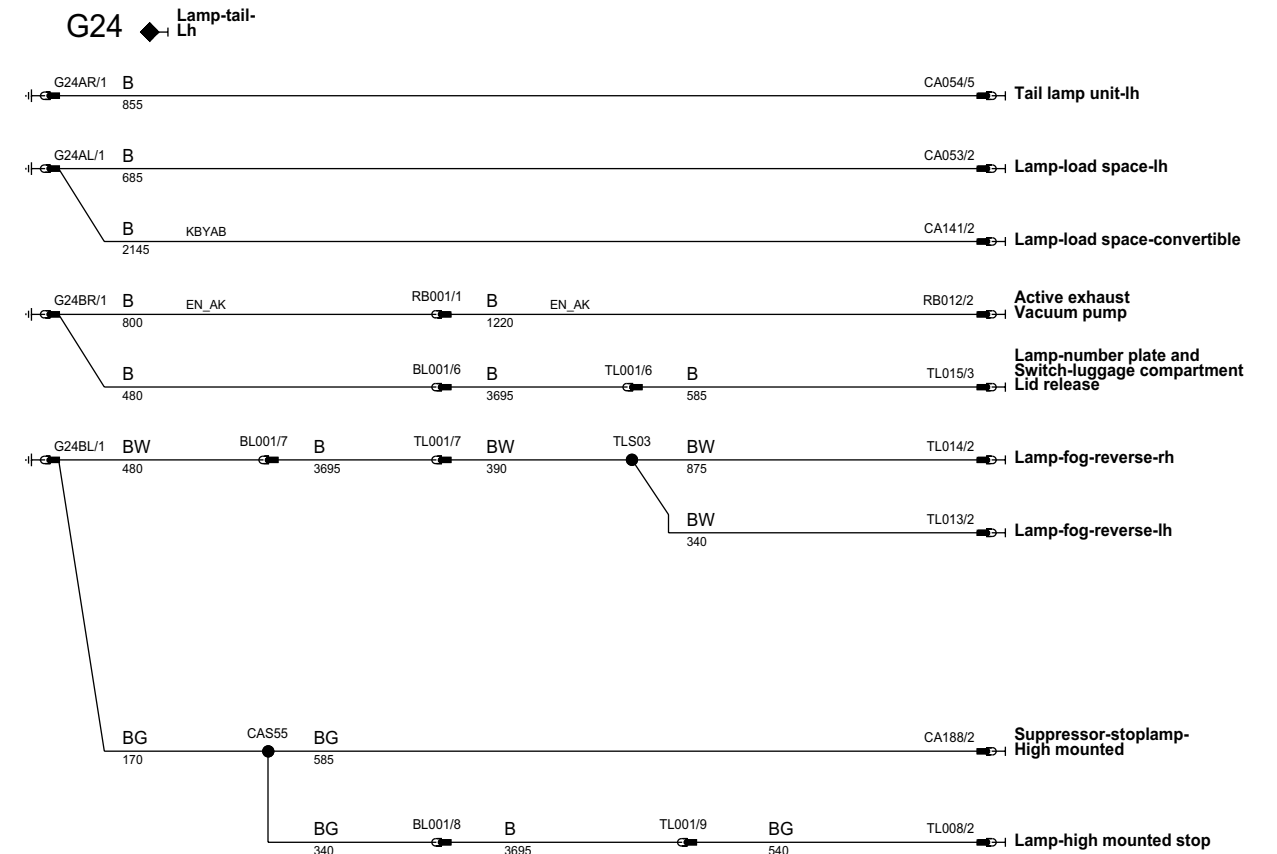 G24 Lamp-tail-
Lh
G24AR/1 B CA054/5
855 Tail lamp unit-lh
G24AL/1 B CA053/2
685 Lamp-load space-lh
B KBYAB CA141/2
2145 Lamp-load space-convertible
G24BR/1 B EN_AK RB001/1 B EN_AK RB012/2 Active exhaust
800 1220 Vacuum pump
B BL001/6 B TL001/6 B TL015/3 Lamp-number plate and
Switch-luggage compartment
480 3695 585 Lid release
G24BL/1 BW BL001/7 B TL001/7 BW TLS03 BW TL014/2
480 3695 390 875 Lamp-fog-reverse-rh
BW TL013/2
340 Lamp-fog-reverse-lh
BG CAS55 BG CA188/2 Suppressor-stoplamp-
170 585 High mounted
BG BL001/8 B TL001/9 BG TL008/2
340 3695 540 Lamp-high mounted stop